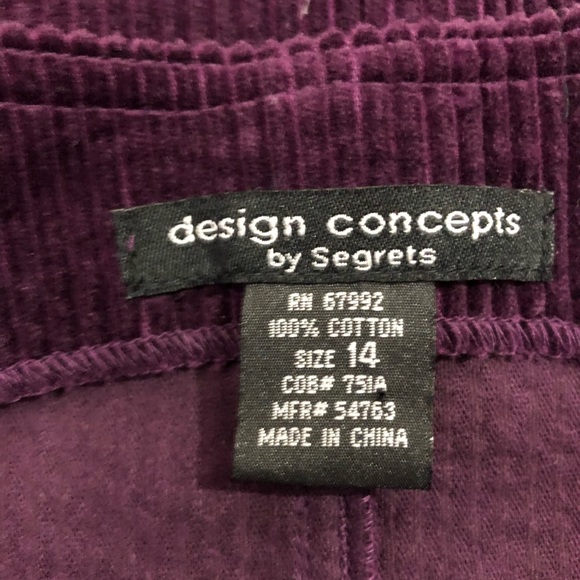 design concepts
by Segrets
RN 67992
100% COTTON
SIZE 14
COB# 751A
MFR# 54763
MADE IN CHINA